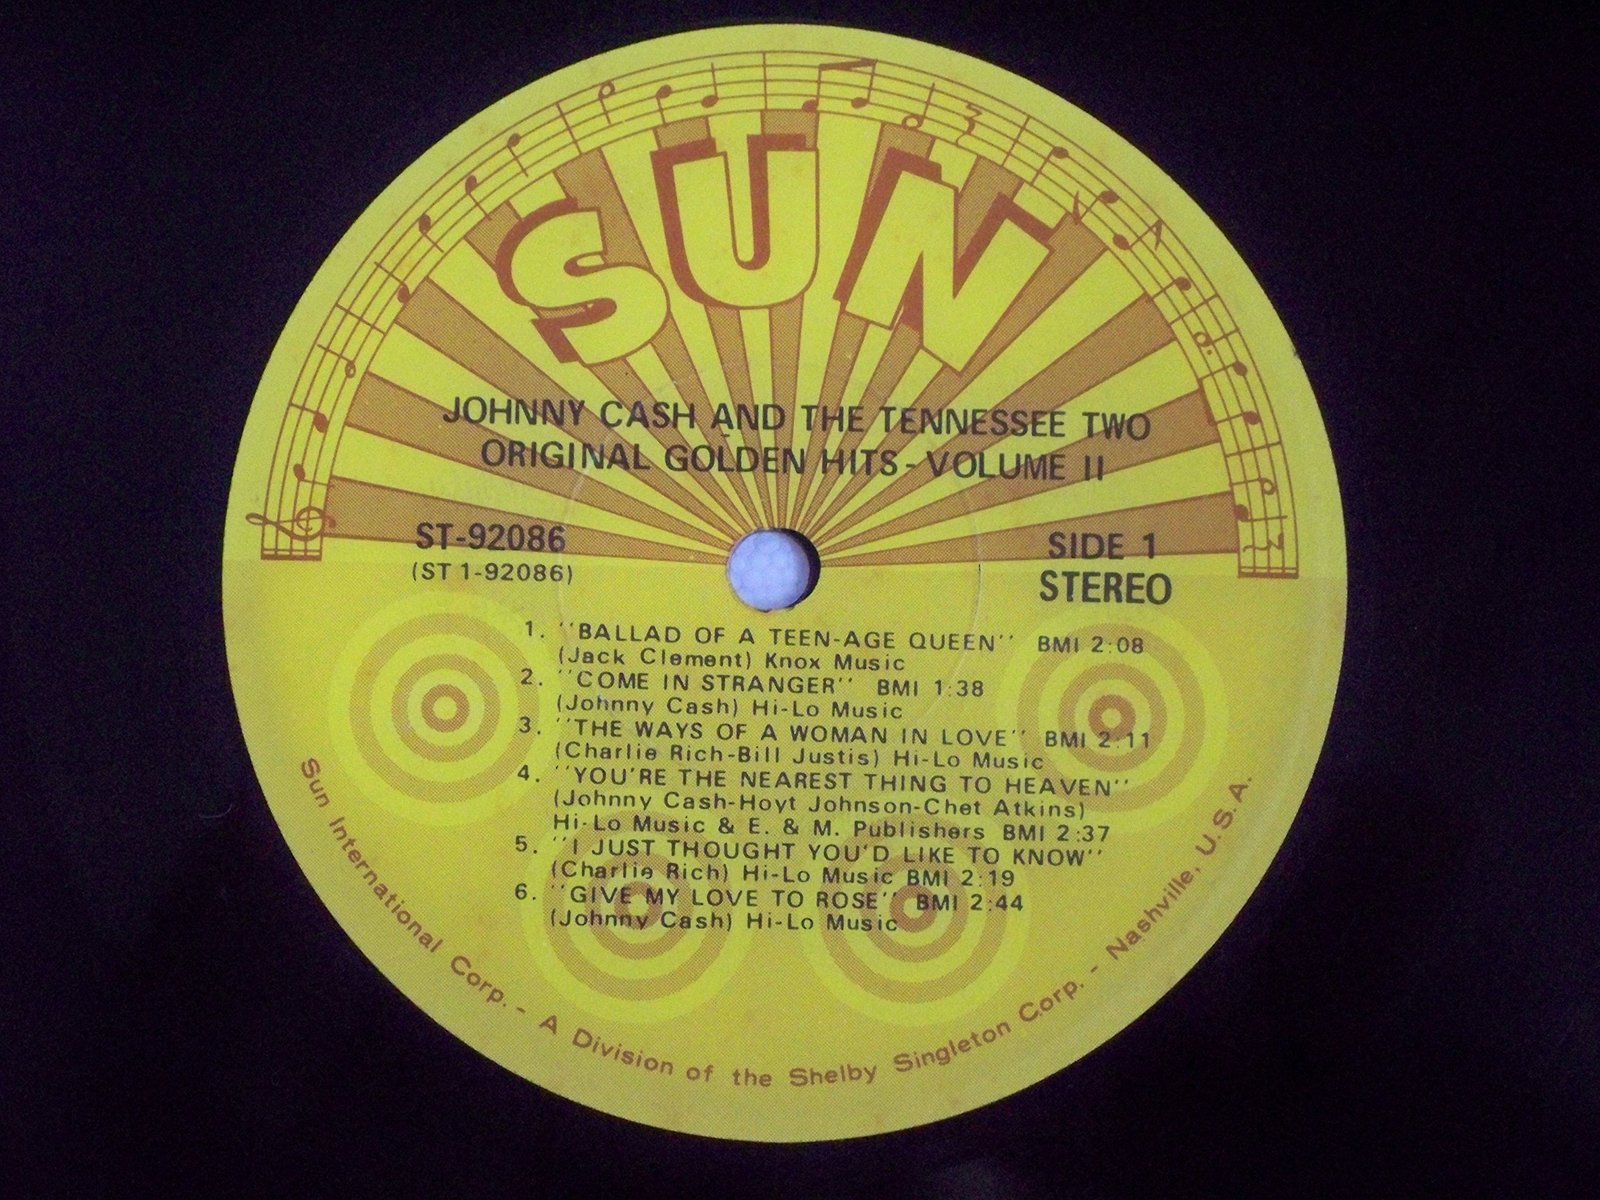 SUN
JOHNNY CASH AND THE TENNESSEE TWO
ORIGINAL GOLDEN HITS - VOLUME II
ST-92086
(ST 1-92086)
SIDE 1
STEREO
1. "BALLAD OF A TEEN-AGE QUEEN" BMI 2:08
(Jack Clement) Knox Music
2. "COME IN STRANGER" BMI 1:38
(Johnny Cash) Hi-Lo Music
3. "THE WAYS OF A WOMAN IN LOVE" BMI 2:11
(Charlie Rich-Bill Justis) Hi-Lo Music
4. "YOU'RE THE NEAREST THING TO HEAVEN"
(Johnny Cash-Hoyt Johnson-Chet Atkins)
Hi-Lo Music & E. & M. Publishers BMI 2:37
5. "I JUST THOUGHT YOU'D LIKE TO KNOW"
(Charlie Rich) Hi-Lo Music BMI 2:19
6. "GIVE MY LOVE TO ROSE" BMI 2:44
(Johnny Cash) Hi-Lo Music
Sun International Corp. - A Division of the Shelby Singleton Corp. - Nashville, U.S.A.